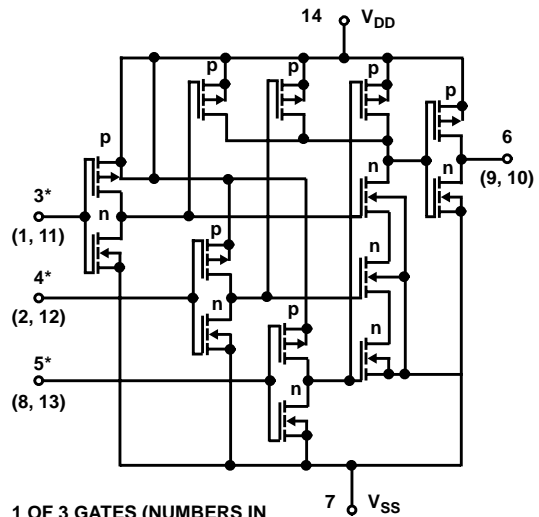 14 VDD
p p p
p
p 6
n (9, 10)
3* n n
(1, 11)
p
4* n
(2, 12) n
p
5* n
(8, 13) n
7 VSS
1 OF 3 GATES (NUMBERS IN